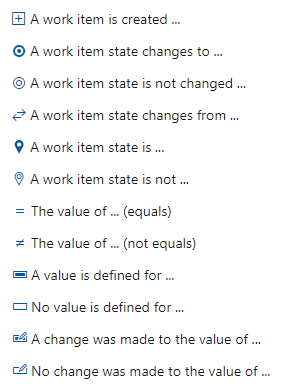 A work item is created ...
A work item state changes to ...
A work item state is not changed ...
A work item state changes from ...
A work item state is ...
A work item state is not ...
= The value of ... (equals)
≠ The value of ... (not equals)
A value is defined for ...
No value is defined for ...
A change was made to the value of ...
No change was made to the value of ...